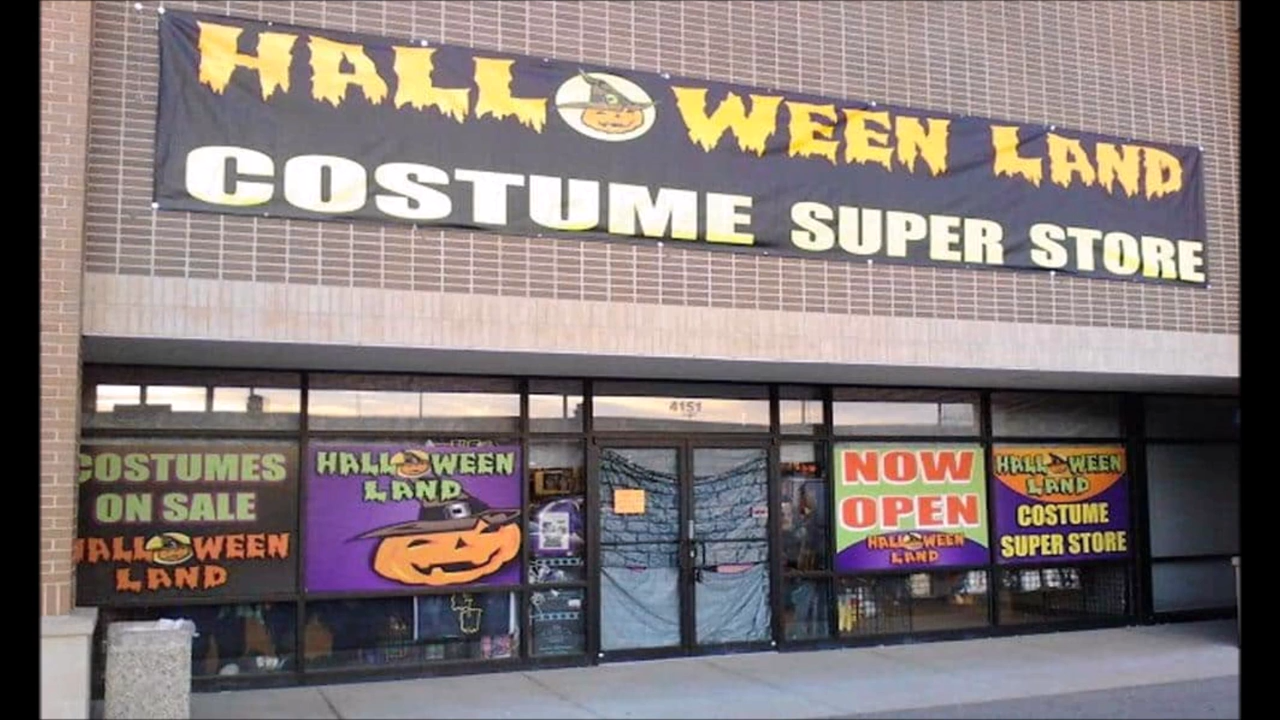 HALLOWEEN LAND
COSTUME SUPER STORE
4151
COSTUMES
ON SALE
HALLOWEEN
LAND
HALLOWEEN
LAND
NOW
OPEN
HALLOWEEN
LAND
HALLOWEEN
LAND
COSTUME
SUPER STORE